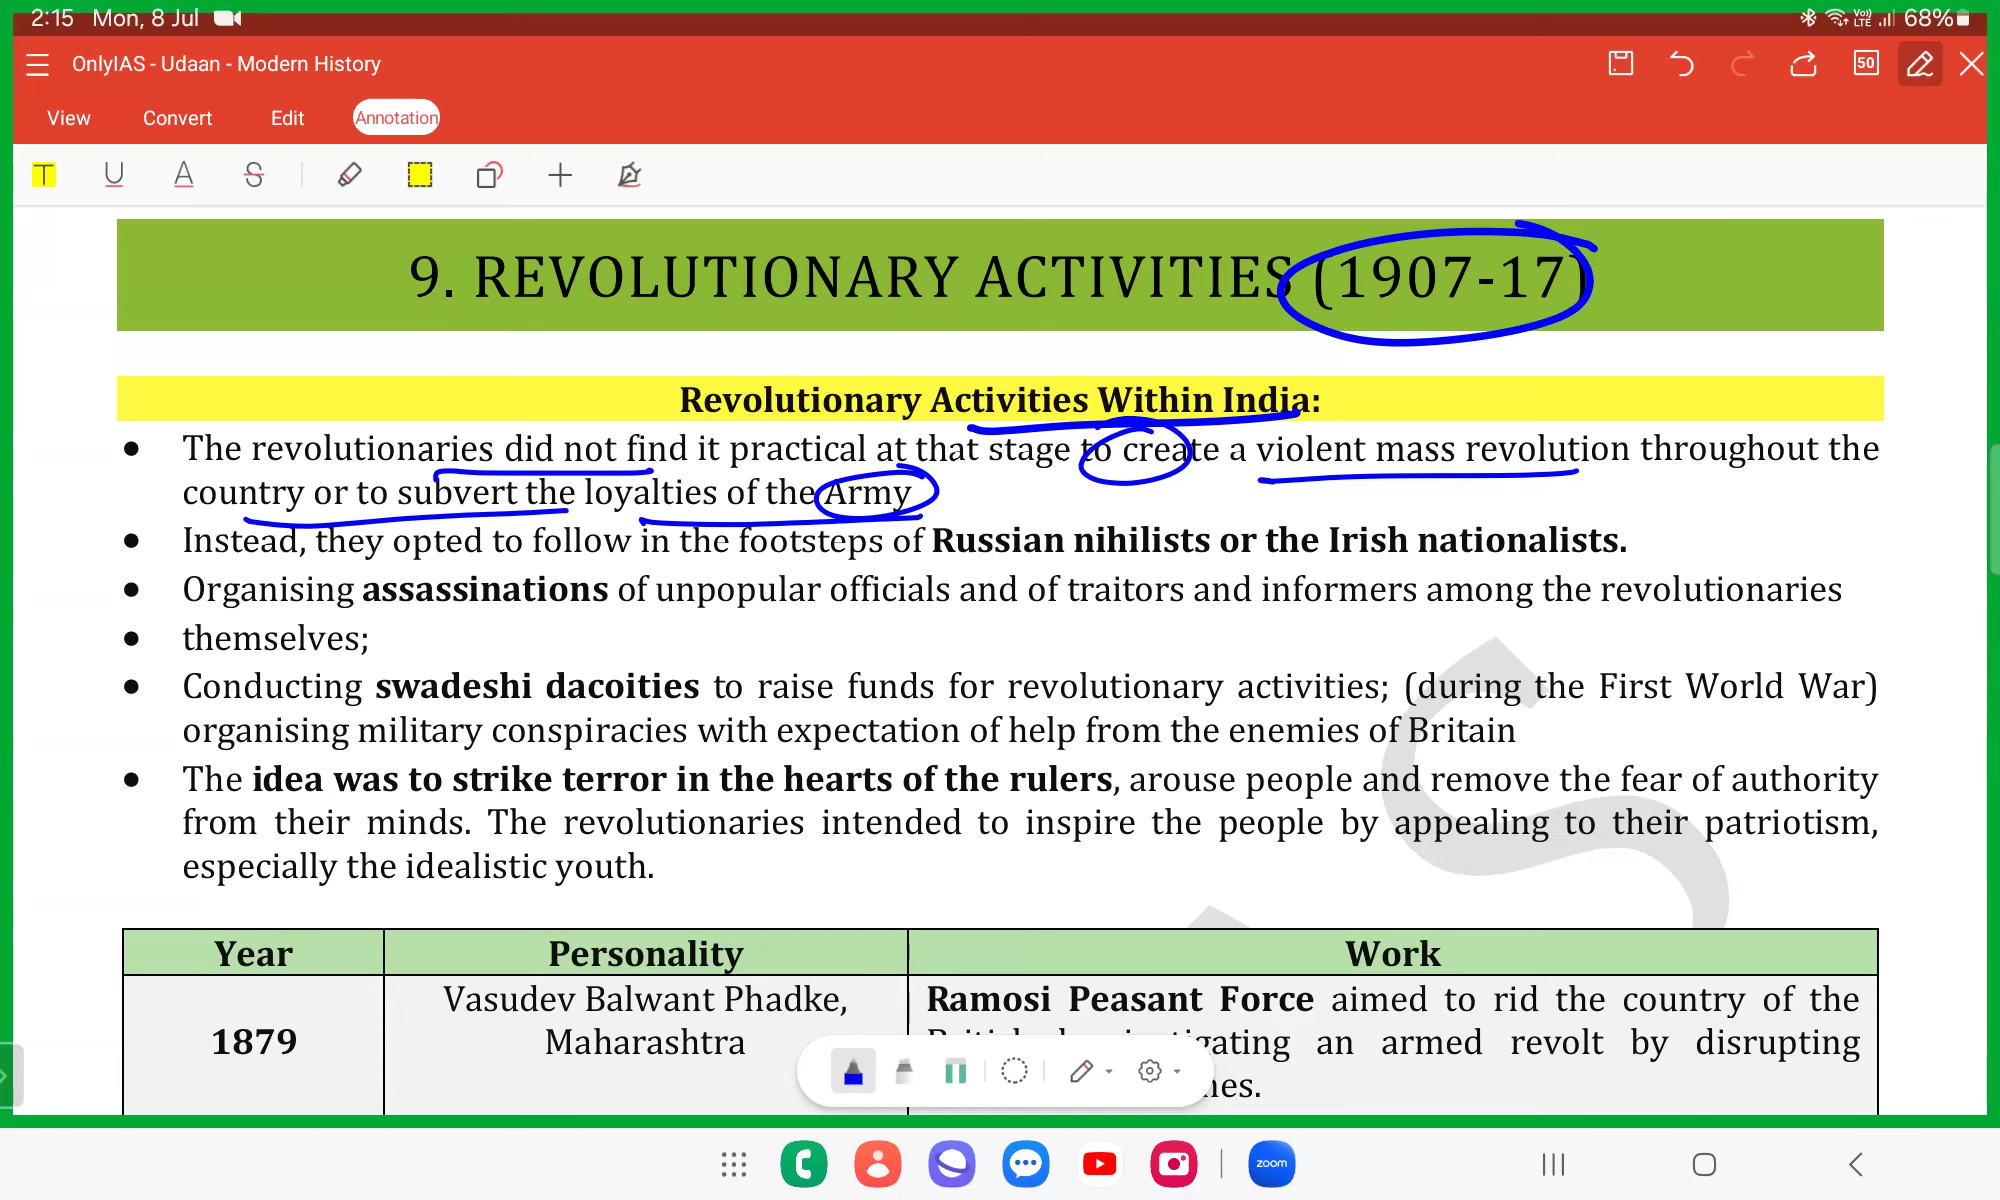 2:15 Mon, 8 Jul 68%
OnlyIAS - Udaan - Modern History 50
View Convert Edit Annotation
T U A S
9. REVOLUTIONARY ACTIVITIES (1907-17)
Revolutionary Activities Within India:
• The revolutionaries did not find it practical at that stage to create a violent mass revolution throughout the
country or to subvert the loyalties of the Army
• Instead, they opted to follow in the footsteps of Russian nihilists or the Irish nationalists.
• Organising assassinations of unpopular officials and of traitors and informers among the revolutionaries
• themselves;
• Conducting swadeshi dacoities to raise funds for revolutionary activities; (during the First World War)
organising military conspiracies with expectation of help from the enemies of Britain
• The idea was to strike terror in the hearts of the rulers, arouse people and remove the fear of authority
from their minds. The revolutionaries intended to inspire the people by appealing to their patriotism,
especially the idealistic youth.
Year Personality Work
Vasudev Balwant Phadke, Ramosi Peasant Force aimed to rid the country of the
1879 Maharashtra an armed revolt by disrupting
zoom